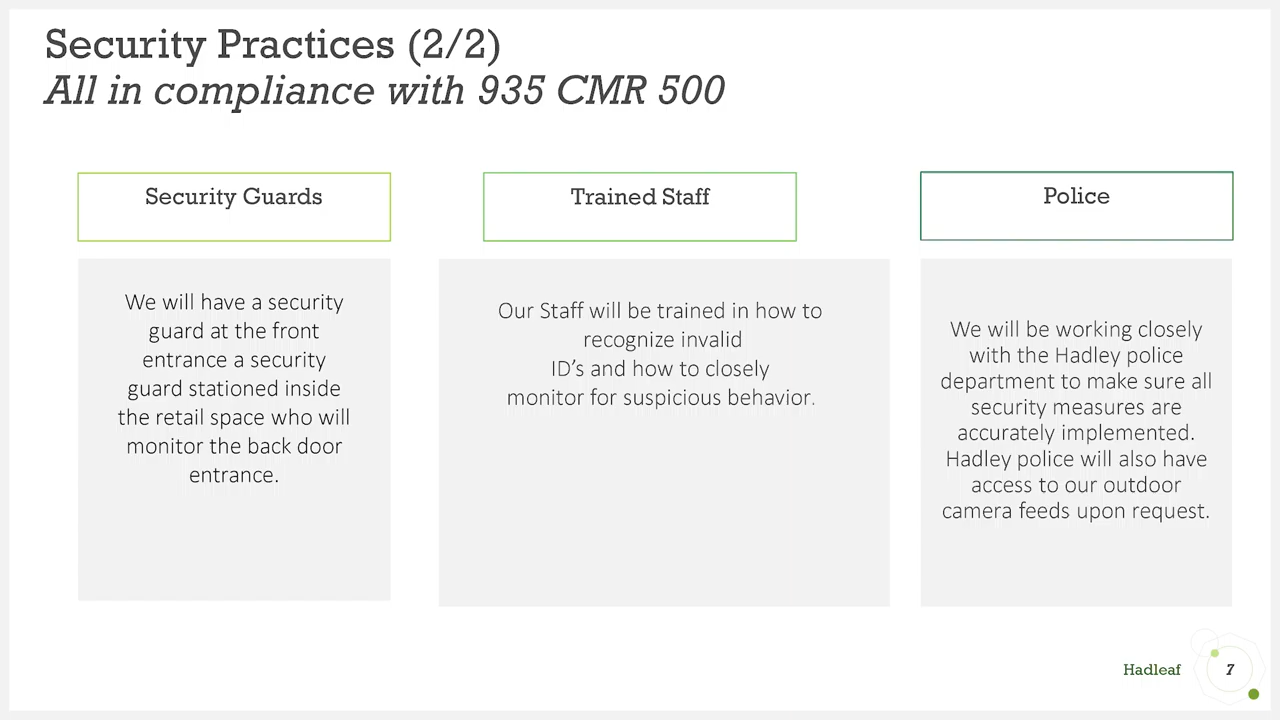 Security Practices (2/2)
All in compliance with 935 CMR 500
Security Guards
We will have a security
guard at the front
entrance a security
guard stationed inside
the retail space who will
monitor the back door
entrance.
Trained Staff
Our Staff will be trained in how to
recognize invalid
ID’s and how to closely
monitor for suspicious behavior.
Police
We will be working closely
with the Hadley police
department to make sure all
security measures are
accurately implemented.
Hadley police will also have
access to our outdoor
camera feeds upon request.
Hadleaf
7